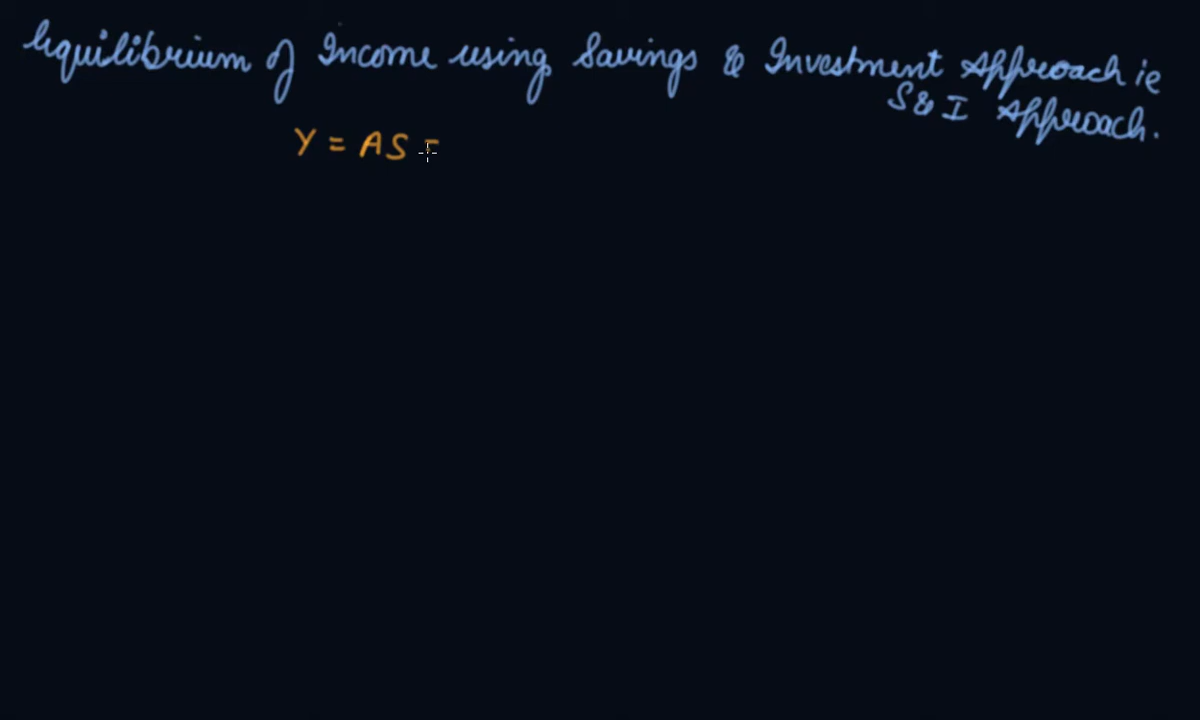 Equilibrium of Income using Savings & Investment Approach ie
S & I Approach.
Y = AS =